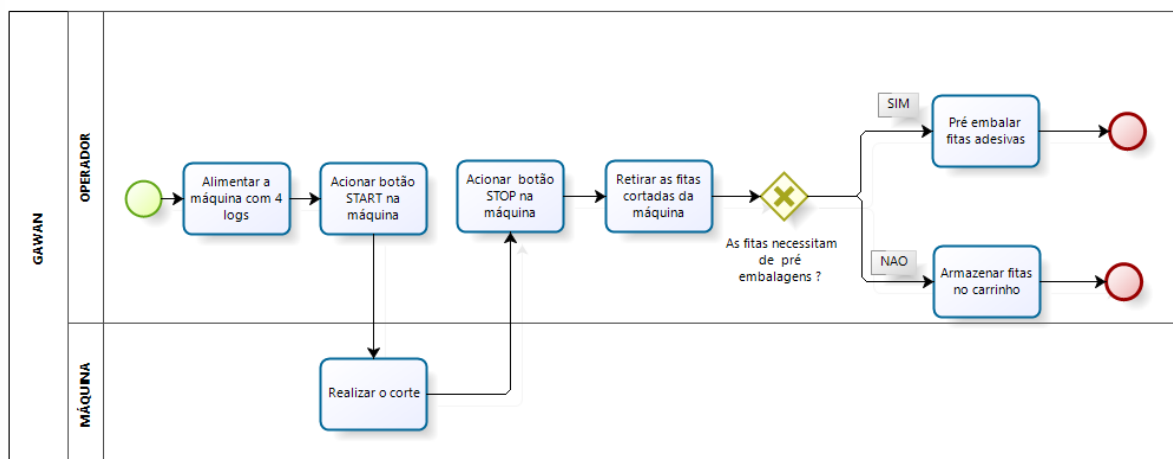 GAWAN
OPERADOR
Alimentar a
máquina com 4
logs
Acionar botão
START na
máquina
Acionar botão
STOP na
máquina
Retirar as fitas
cortadas da
máquina
As fitas necessitam
de pré
embalagens ?
SIM
Pré embalar
fitas adesivas
NAO
Armazenar fitas
no carrinho
MÁQUINA
Realizar o corte